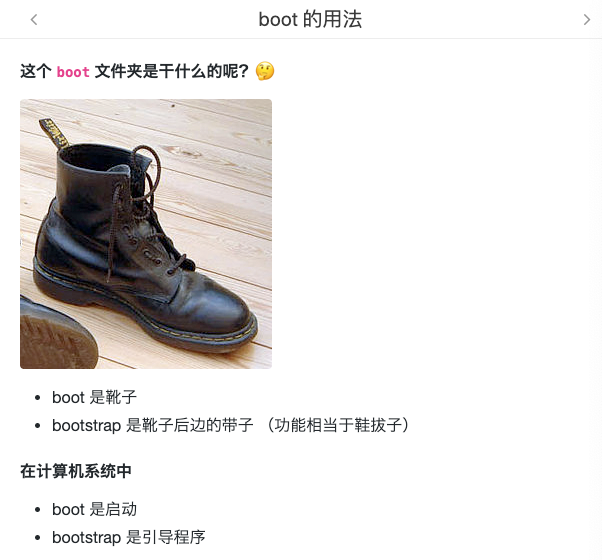 boot 的用法
这个 boot 文件夹是干什么的呢? 🤔
boot 是靴子
bootstrap 是靴子后边的带子 （功能相当于鞋拔子）
在计算机系统中
boot 是启动
bootstrap 是引导程序